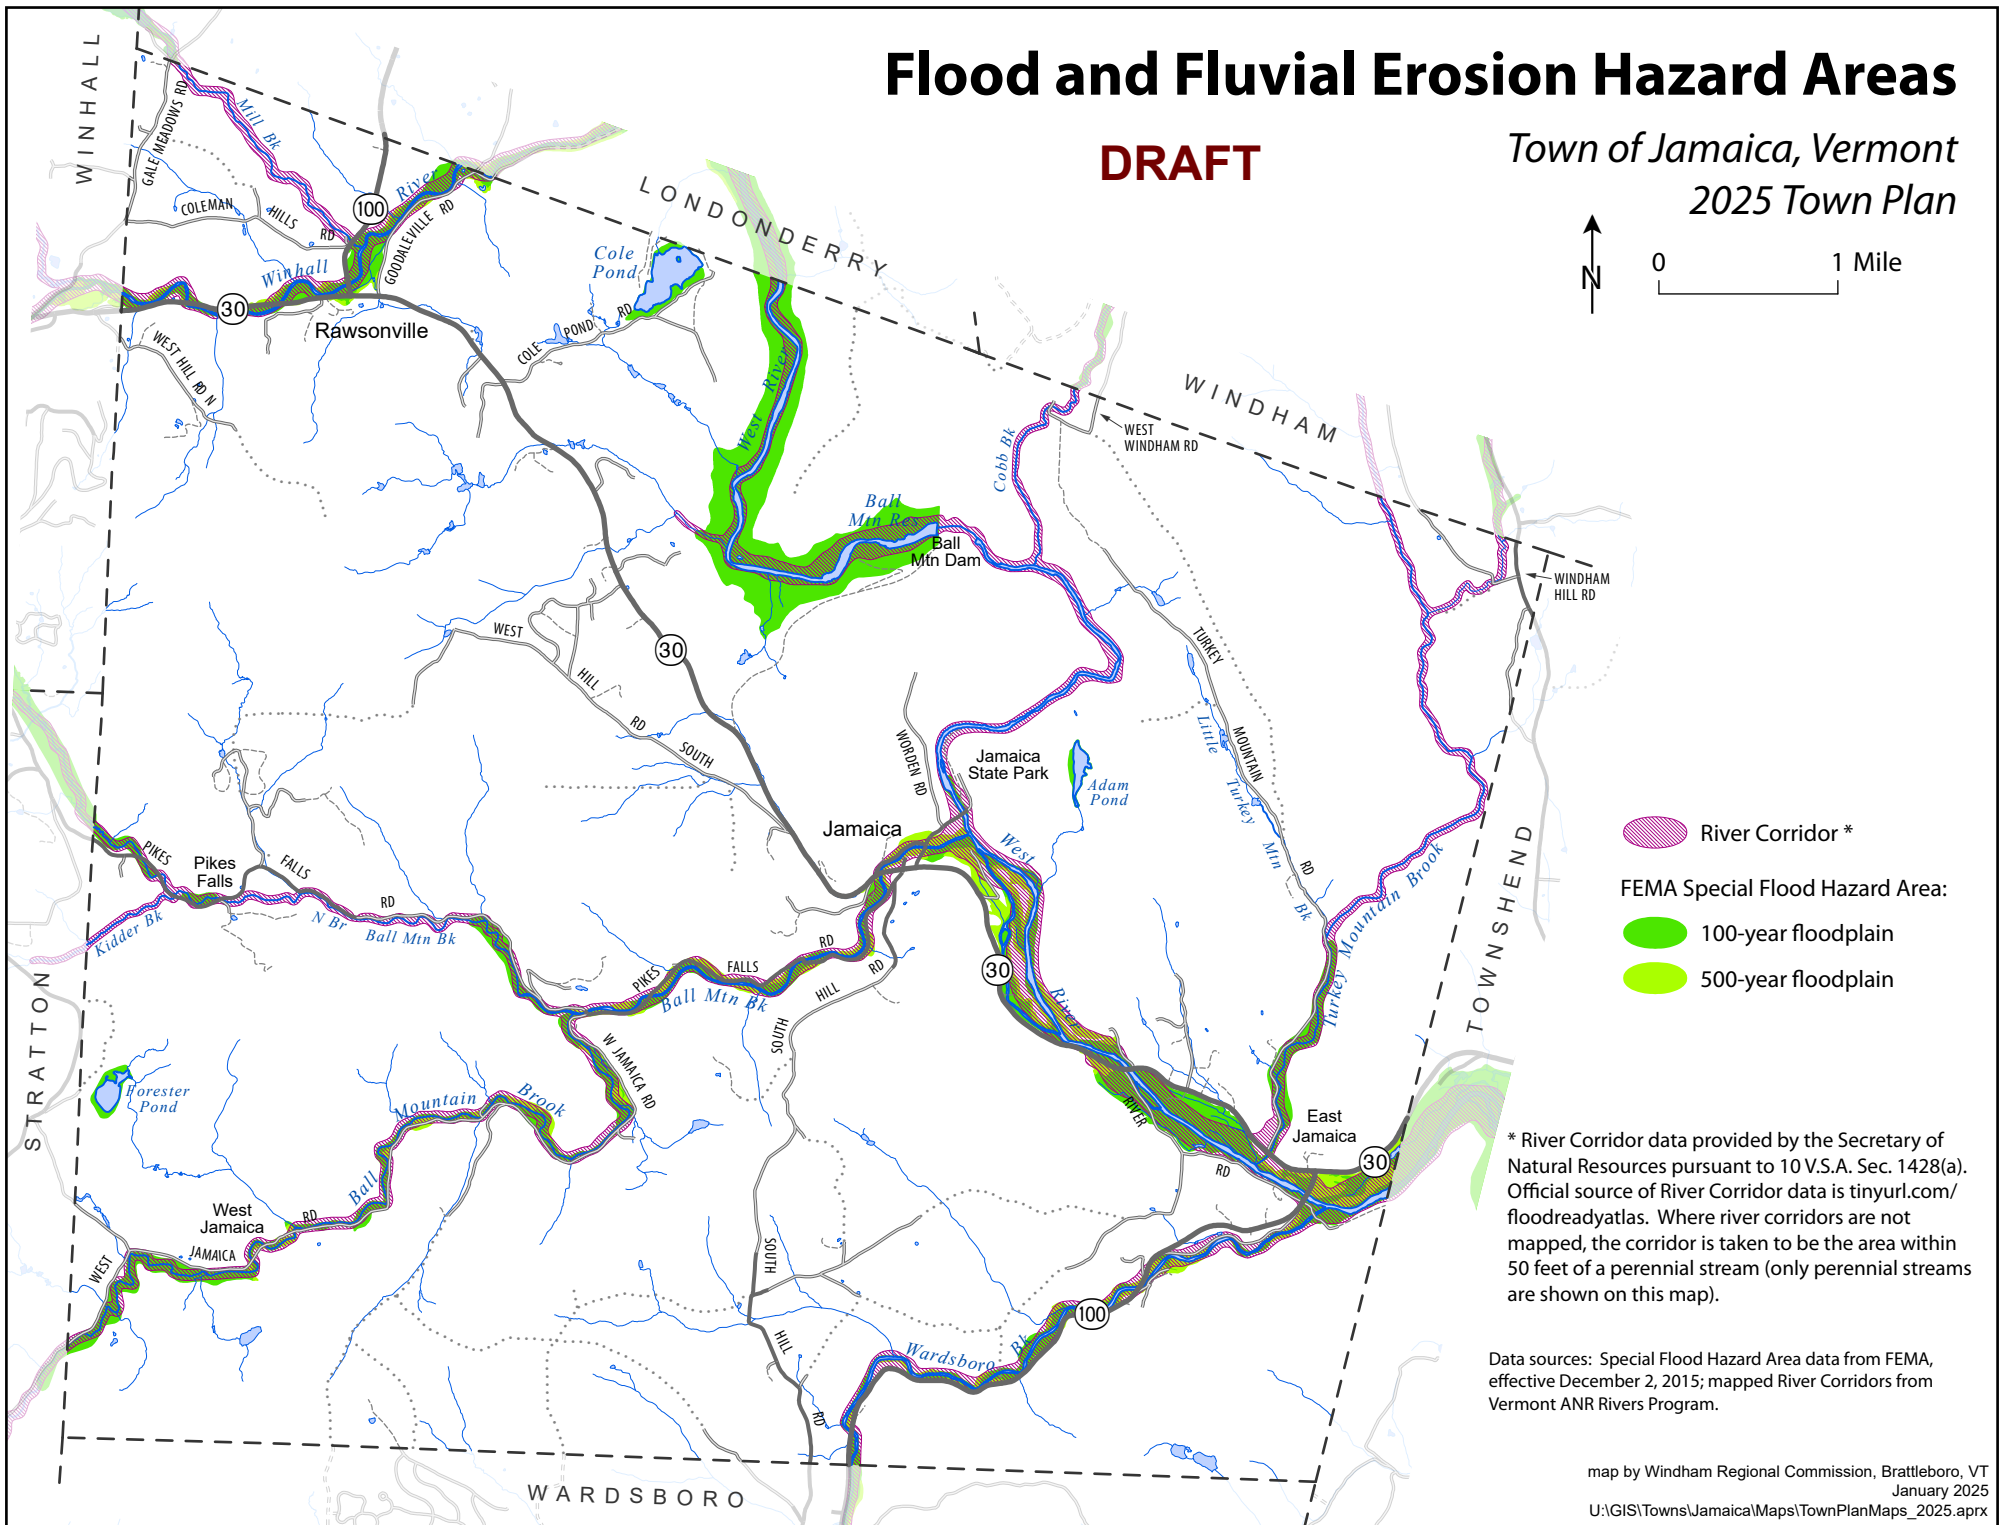 Flood and Fluvial Erosion Hazard Areas
DRAFT
Town of Jamaica, Vermont
2025 Town Plan
N
0 1 Mile
WINHALL
LONDONDERRY
WINDHAM
TOWNSHEND
STRATTON
WARDSBORO
GALE MEADOWS RD
Mill Bk
COLEMAN HILLS RD
100
River
GOODALEVILLE RD
Winhall
30
Rawsonville
WEST HILL RD N
Cole
Pond
COLE POND RD
West River
Ball
Mtn Res
Ball
Mtn Dam
Cobb Bk
WEST
WINDHAM RD
WINDHAM
HILL RD
WEST HILL RD SOUTH
30
TURKEY MOUNTAIN RD
Little Turkey Mtn Bk
WORDEN RD
Jamaica
State Park
Adam
Pond
Jamaica
West River
PIKES FALLS RD
Pikes
Falls
Kidder Bk
N Br Ball Mtn Bk
PIKES FALLS RD
Ball Mtn Bk
SOUTH HILL RD
30
Turkey Mountain Brook
W JAMAICA RD
Forester
Pond
Ball Mountain Brook
RIVER RD
East
Jamaica
30
West
Jamaica
WEST JAMAICA RD
SOUTH HILL RD
100
Wardsboro Bk
River Corridor *
FEMA Special Flood Hazard Area:
100-year floodplain
500-year floodplain
* River Corridor data provided by the Secretary of
Natural Resources pursuant to 10 V.S.A. Sec. 1428(a).
Official source of River Corridor data is tinyurl.com/
floodreadyatlas. Where river corridors are not
mapped, the corridor is taken to be the area within
50 feet of a perennial stream (only perennial streams
are shown on this map).
Data sources: Special Flood Hazard Area data from FEMA,
effective December 2, 2015; mapped River Corridors from
Vermont ANR Rivers Program.
map by Windham Regional Commission, Brattleboro, VT
January 2025
U:\GIS\Towns\Jamaica\Maps\TownPlanMaps_2025.aprx